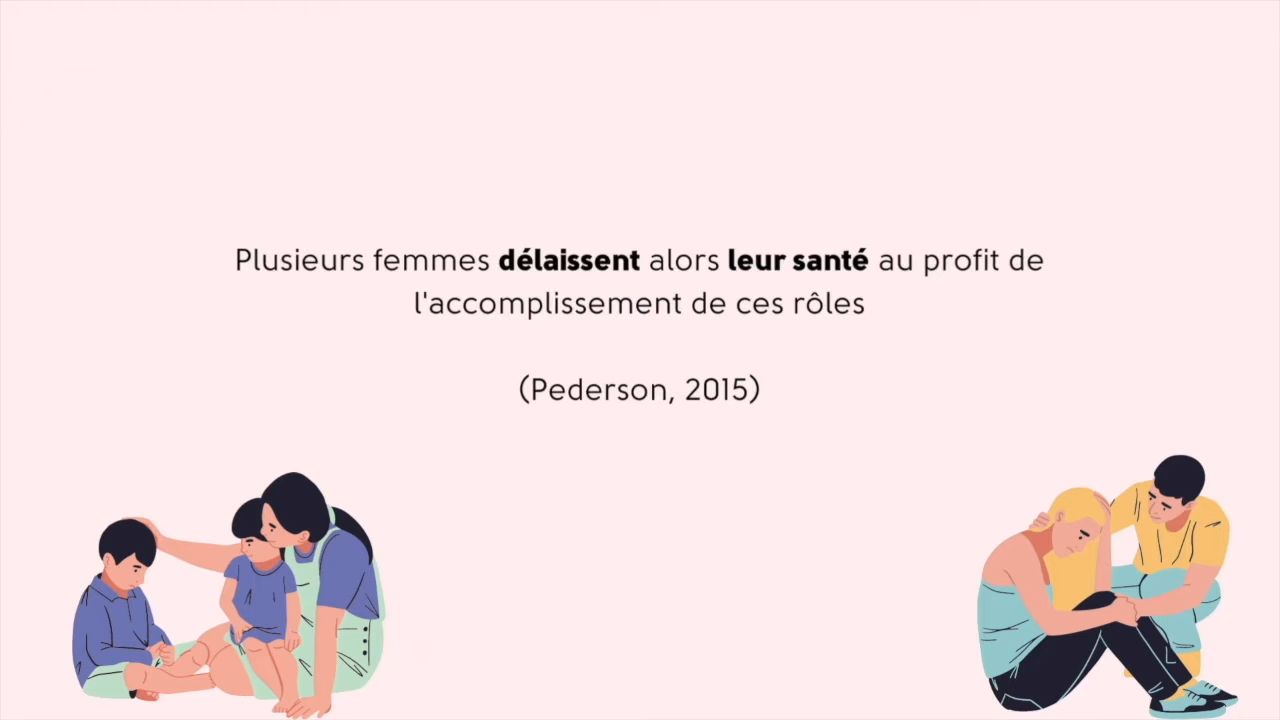 Plusieurs femmes délaissent alors leur santé au profit de
l'accomplissement de ces rôles
(Pederson, 2015)